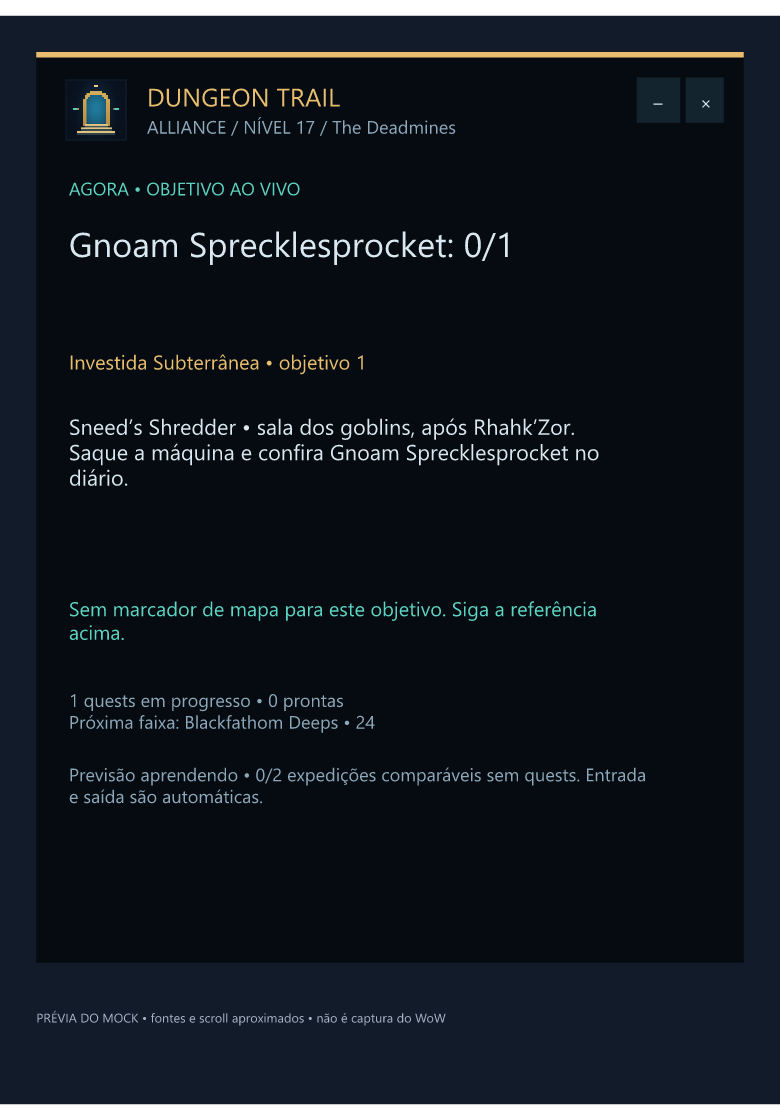 DUNGEON TRAIL
ALLIANCE / NÍVEL 17 / The Deadmines
– ×
AGORA • OBJETIVO AO VIVO
Gnoam Sprecklesprocket: 0/1
Investida Subterrânea • objetivo 1
Sneed’s Shredder • sala dos goblins, após Rhahk‘Zor.
Saque a máquina e confira Gnoam Sprecklesprocket no
diário.
Sem marcador de mapa para este objetivo. Siga a referência
acima.
1 quests em progresso • 0 prontas
Próxima faixa: Blackfathom Deeps • 24
Previsão aprendendo • 0/2 expedições comparáveis sem quests. Entrada
e saída são automáticas.
PRÉVIA DO MOCK • fontes e scroll aproximados • não é captura do WoW